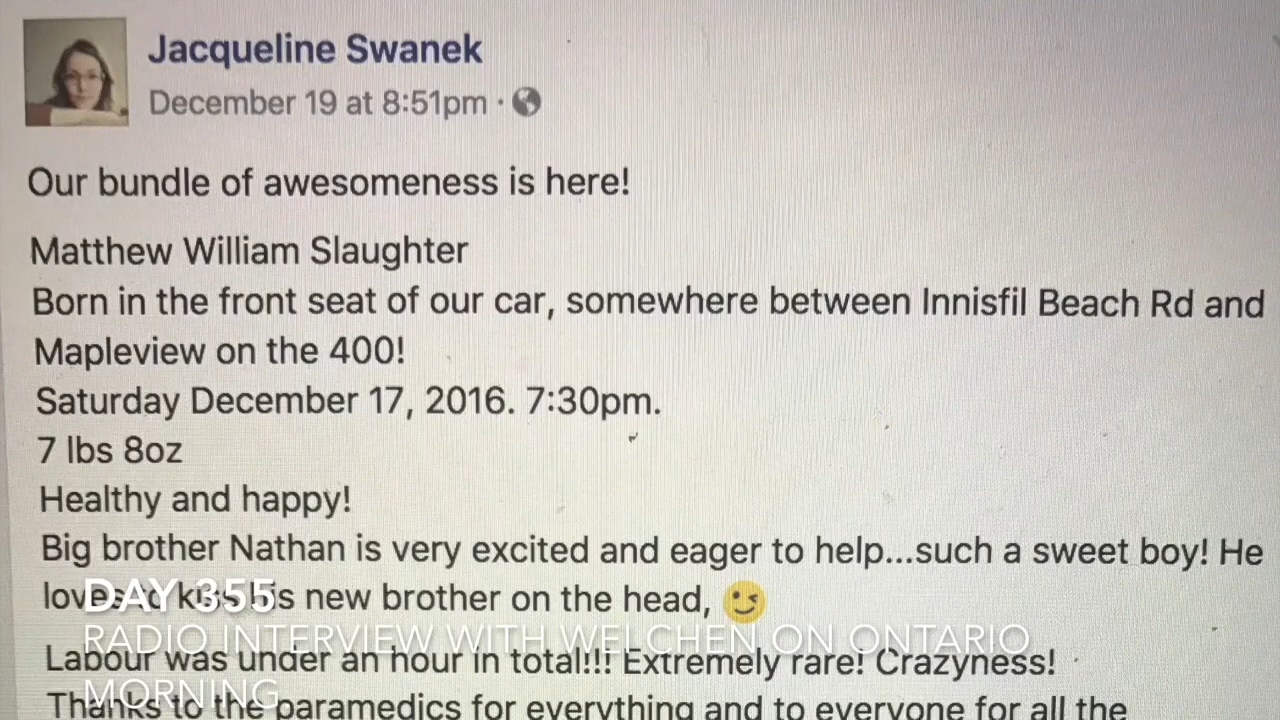 Jacqueline Swanek
December 19 at 8:51pm ·
Our bundle of awesomeness is here!
Matthew William Slaughter
Born in the front seat of our car, somewhere between Innisfil Beach Rd and
Mapleview on the 400!
Saturday December 17, 2016. 7:30pm.
7 lbs 8oz
Healthy and happy!
Big brother Nathan is very excited and eager to help...such a sweet boy! He
loves to kiss his new brother on the head, 😉
DAY 355
RADIO INTERVIEW WITH WELCHEN ON ONTARIO
Labour was under an hour in total!!! Extremely rare! Crazyness!
MORNING
Thanks to the paramedics for everything and to everyone for all the